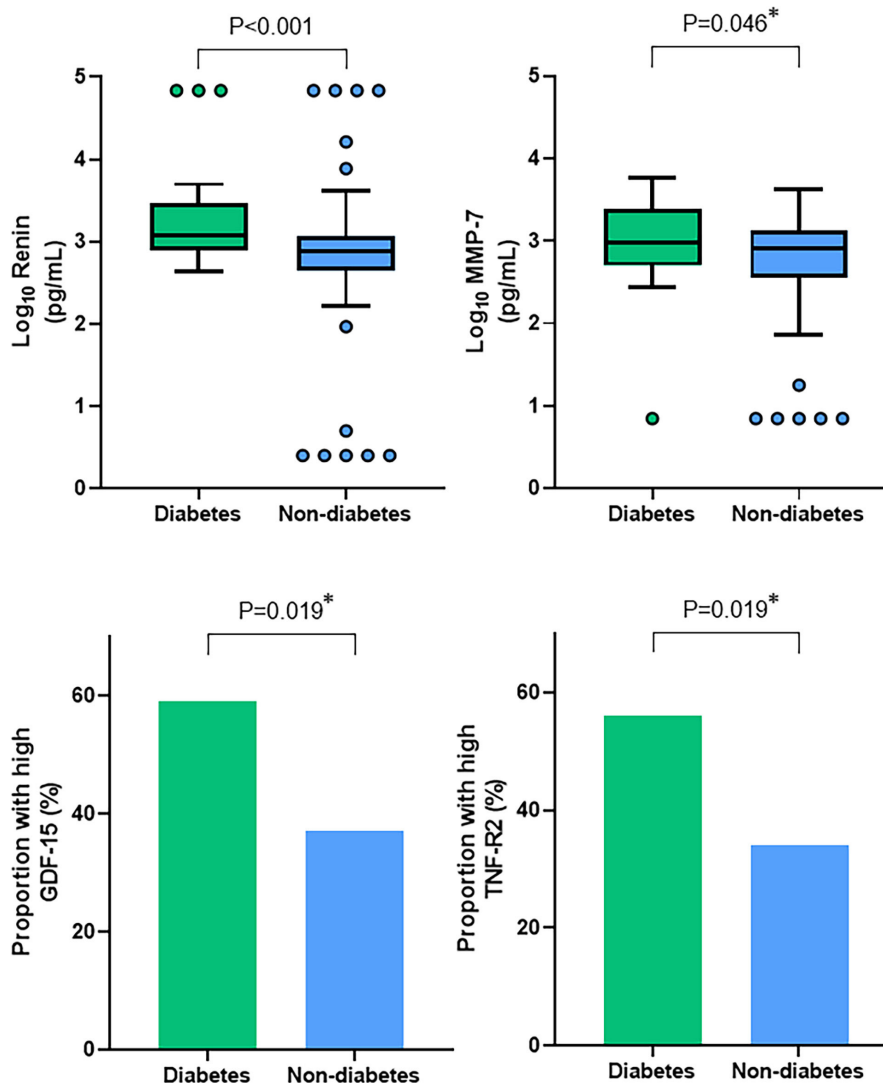 P<0.001
Log₁₀ Renin
(pg/mL)
5
4
3
2
1
0
Diabetes Non-diabetes
P=0.046*
Log₁₀ MMP-7
(pg/mL)
5
4
3
2
1
0
Diabetes Non-diabetes
P=0.019*
Proportion with high
GDF-15 (%)
60
40
20
0
Diabetes Non-diabetes
P=0.019*
Proportion with high
TNF-R2 (%)
60
40
20
0
Diabetes Non-diabetes